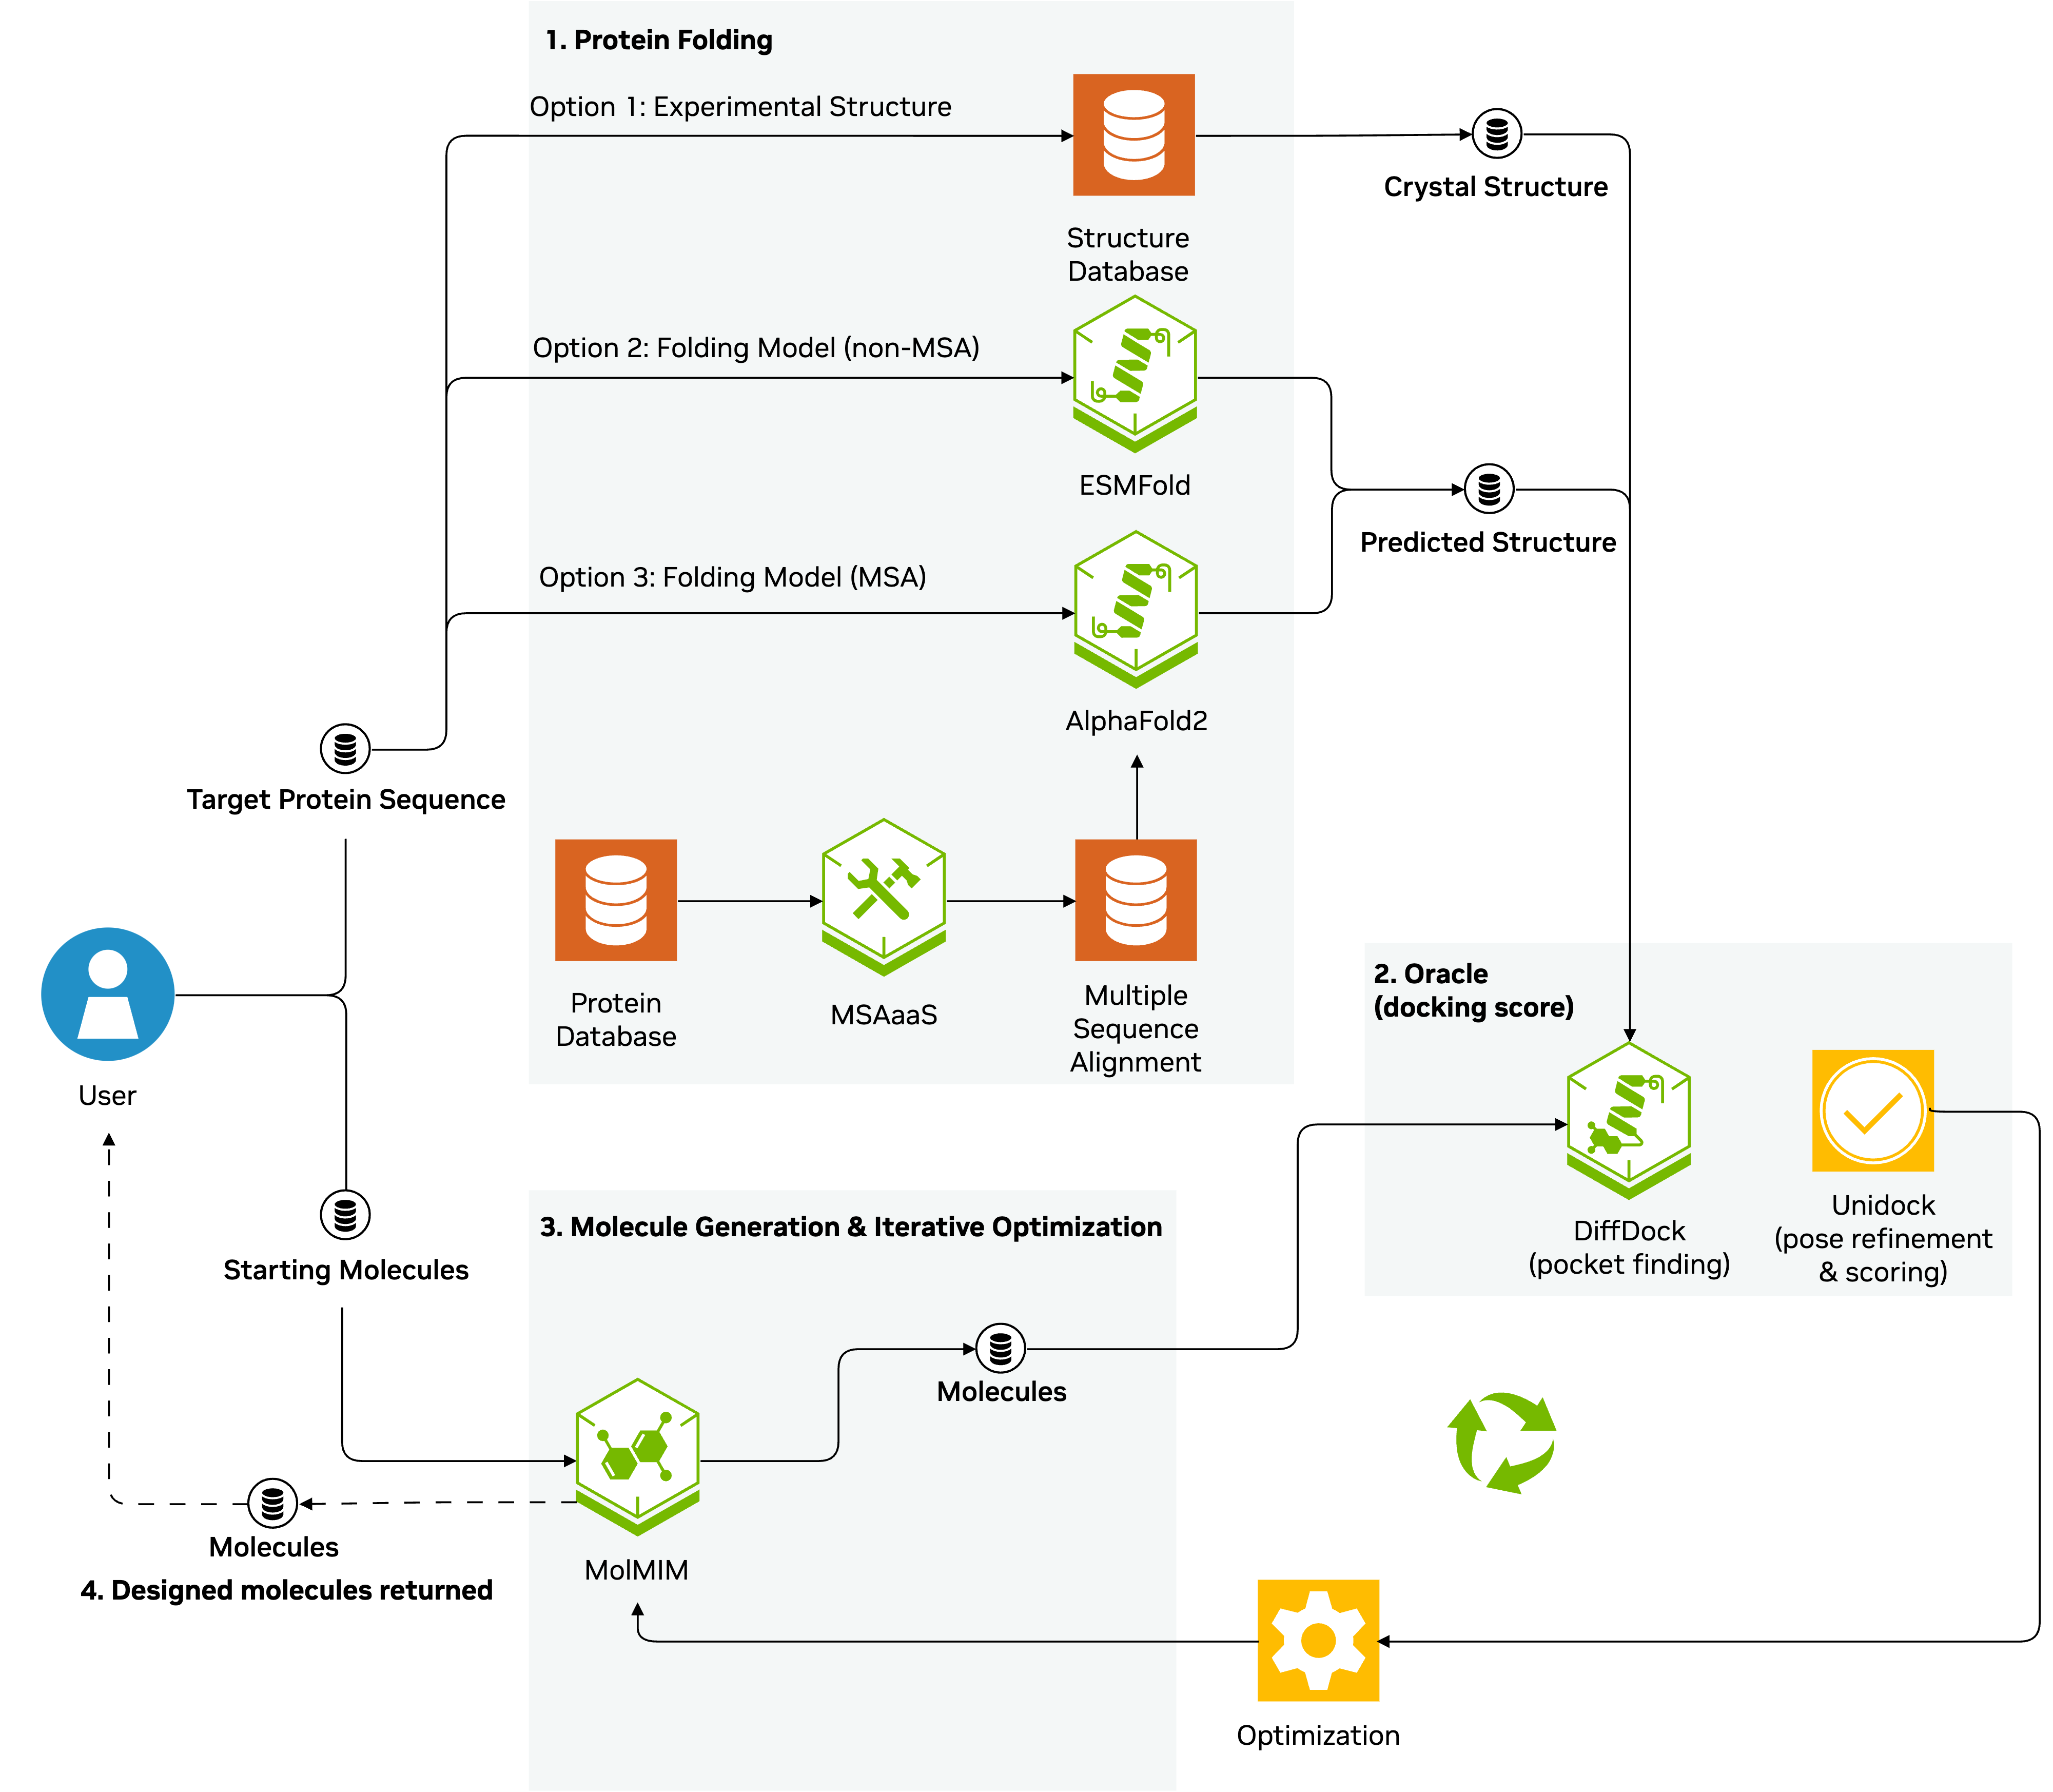 1. Protein Folding
Option 1: Experimental Structure
Structure
Database
Crystal Structure
Option 2: Folding Model (non-MSA)
ESMFold
Predicted Structure
Option 3: Folding Model (MSA)
AlphaFold2
Target Protein Sequence
Protein
Database
MSAaaS
Multiple
Sequence
Alignment
User
2. Oracle
(docking score)
DiffDock
(pocket finding)
Unidock
(pose refinement
& scoring)
Starting Molecules
3. Molecule Generation & Iterative Optimization
Molecules
MolMIM
Molecules
4. Designed molecules returned
Optimization